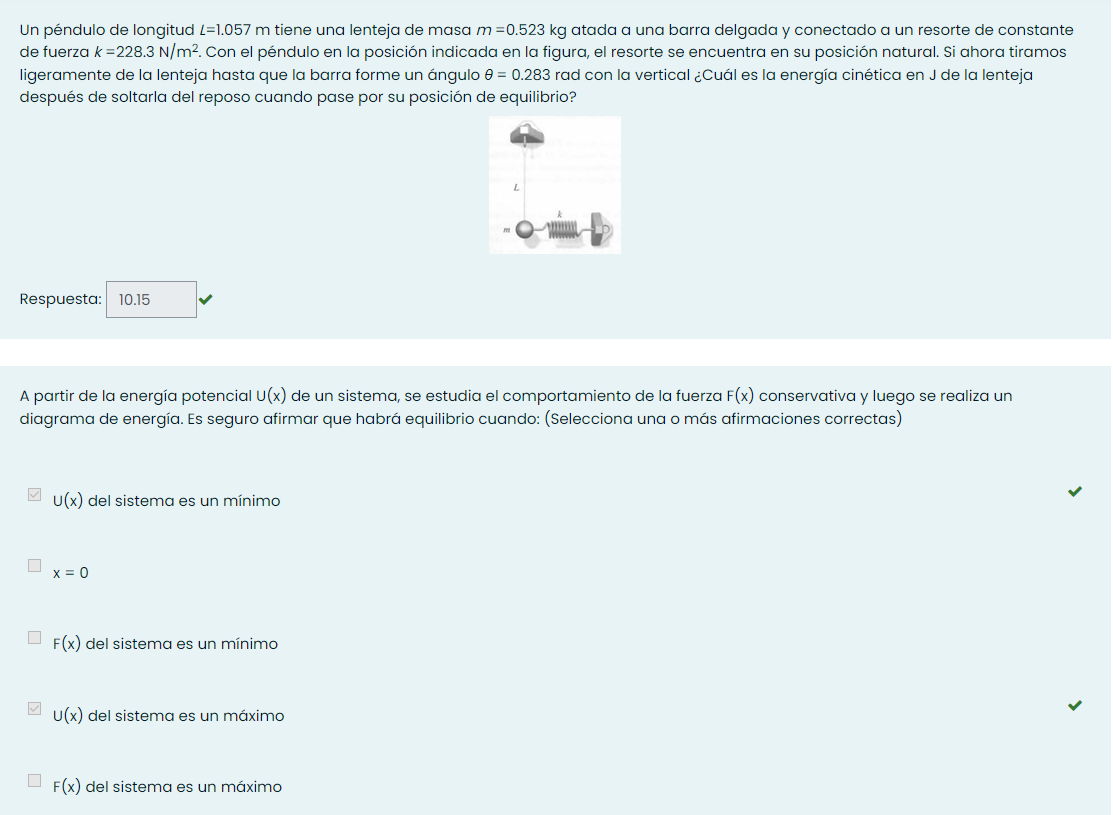 Un péndulo de longitud L=1.057 m tiene una lenteja de masa m =0.523 kg atada a una barra delgada y conectado a un resorte de constante
de fuerza k =228.3 N/m². Con el péndulo en la posición indicada en la figura, el resorte se encuentra en su posición natural. Si ahora tiramos
ligeramente de la lenteja hasta que la barra forme un ángulo θ = 0.283 rad con la vertical ¿Cuál es la energía cinética en J de la lenteja
después de soltarla del reposo cuando pase por su posición de equilibrio?
L
k
m
Respuesta: 10.15
A partir de la energía potencial U(x) de un sistema, se estudia el comportamiento de la fuerza F(x) conservativa y luego se realiza un
diagrama de energía. Es seguro afirmar que habrá equilibrio cuando: (Selecciona una o más afirmaciones correctas)
U(x) del sistema es un mínimo
x = 0
F(x) del sistema es un mínimo
U(x) del sistema es un máximo
F(x) del sistema es un máximo